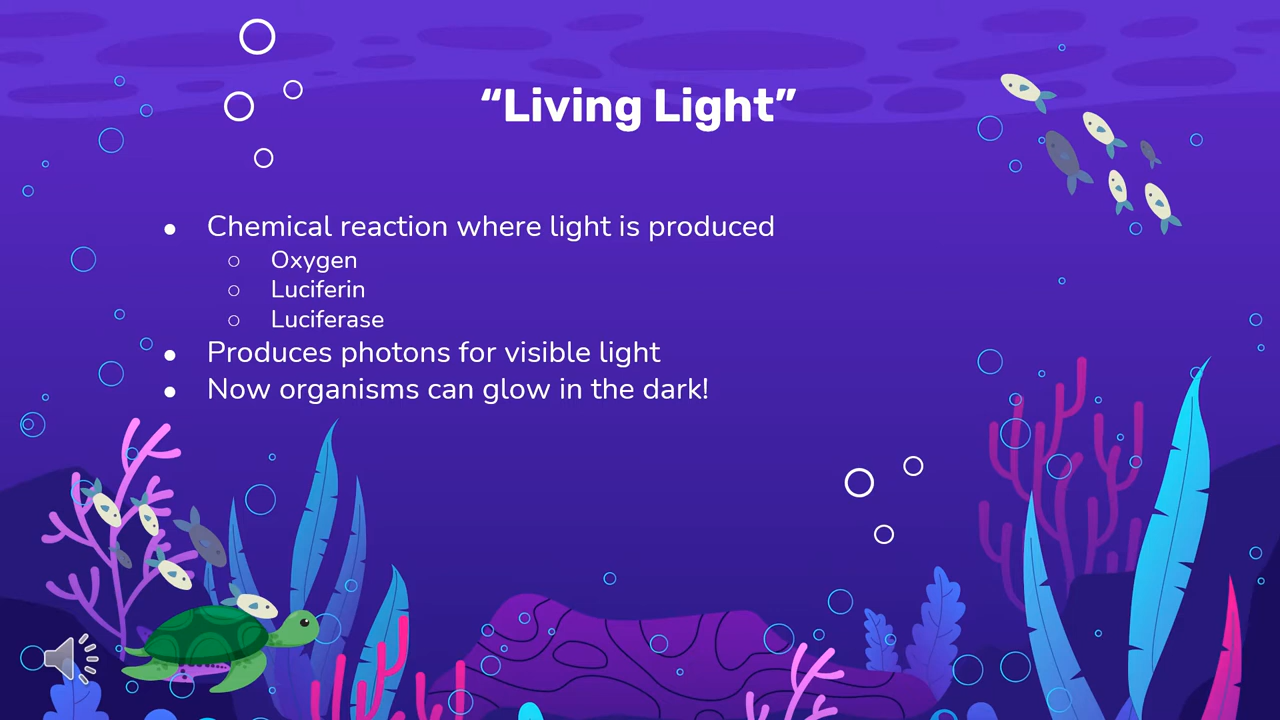 “Living Light”
● Chemical reaction where light is produced
○ Oxygen
○ Luciferin
○ Luciferase
● Produces photons for visible light
● Now organisms can glow in the dark!